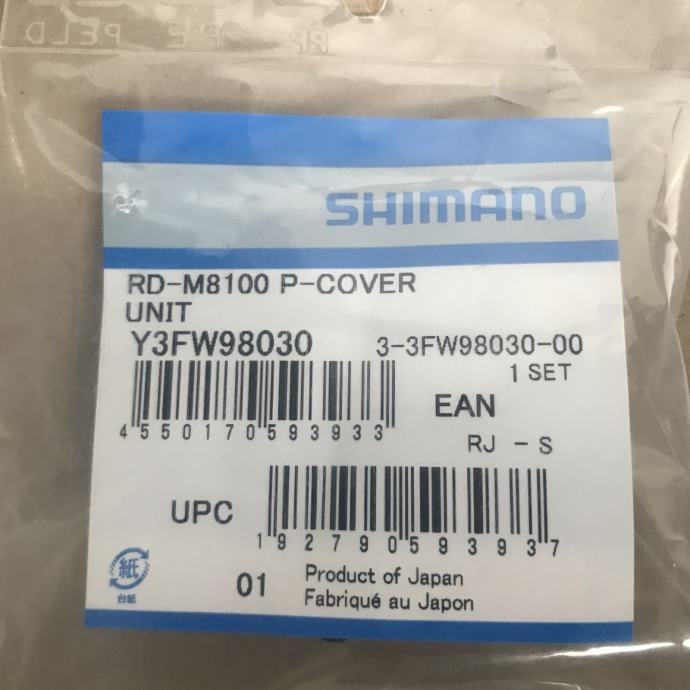 PP PE PELD
SHIMANO
RD-M8100 P-COVER
UNIT
Y3FW98030 3-3FW98030-00
1 SET
4550170593933
EAN
RJ - S
UPC
192790593937
紙
台紙
01
Product of Japan
Fabriqué au Japon